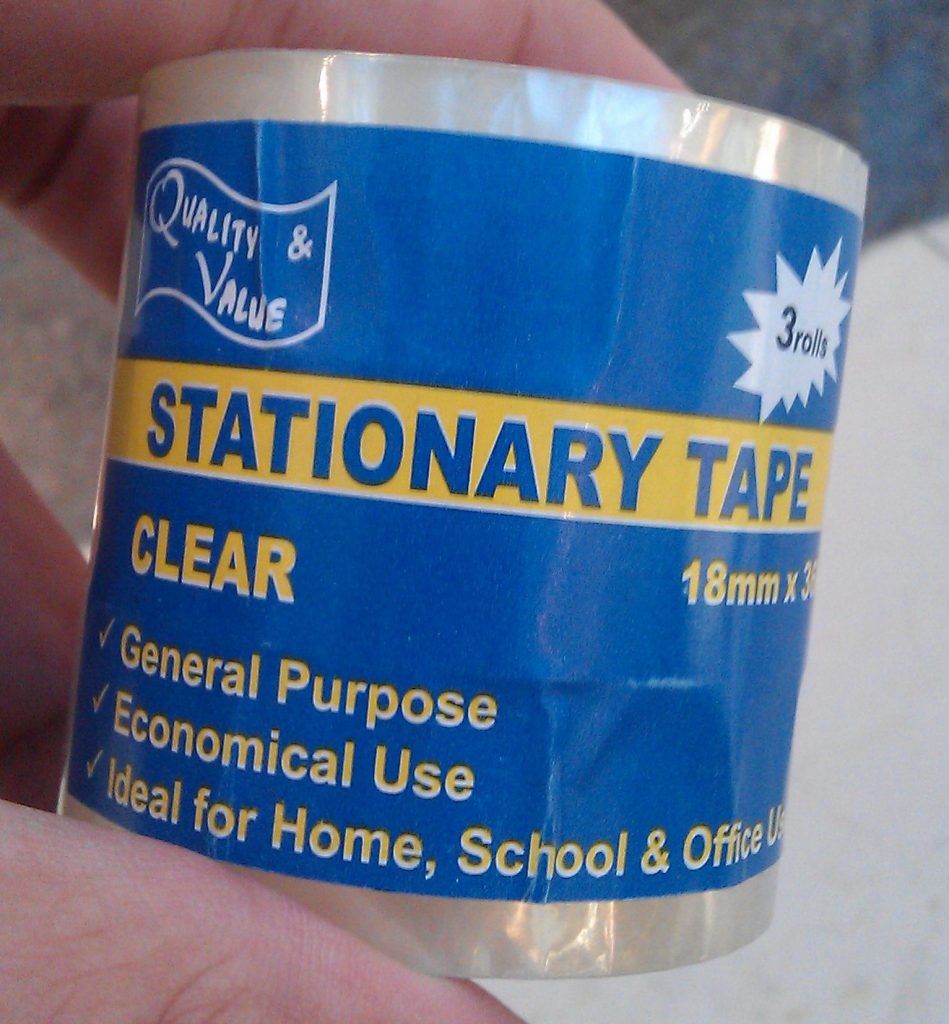 QUALITY &
VALUE
3rolls
STATIONARY TAPE
CLEAR
18mm x
✓ General Purpose
✓ Economical Use
✓ Ideal for Home, School & Office